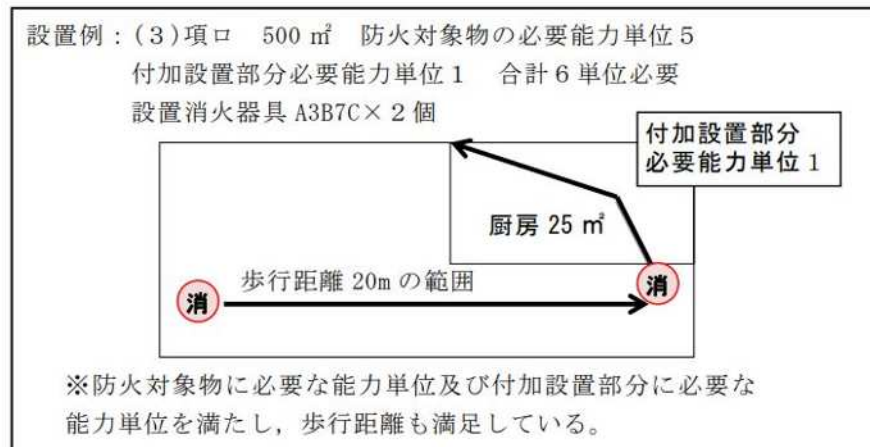 設置例：(３)項ロ　500 ㎡　防火対象物の必要能力単位５
付加設置部分必要能力単位１　合計６単位必要
設置消火器具 A3B7C×２個
付加設置部分
必要能力単位１
厨房 25 ㎡
歩行距離 20m の範囲
消
消
※防火対象物に必要な能力単位及び付加設置部分に必要な
能力単位を満たし，歩行距離も満足している。